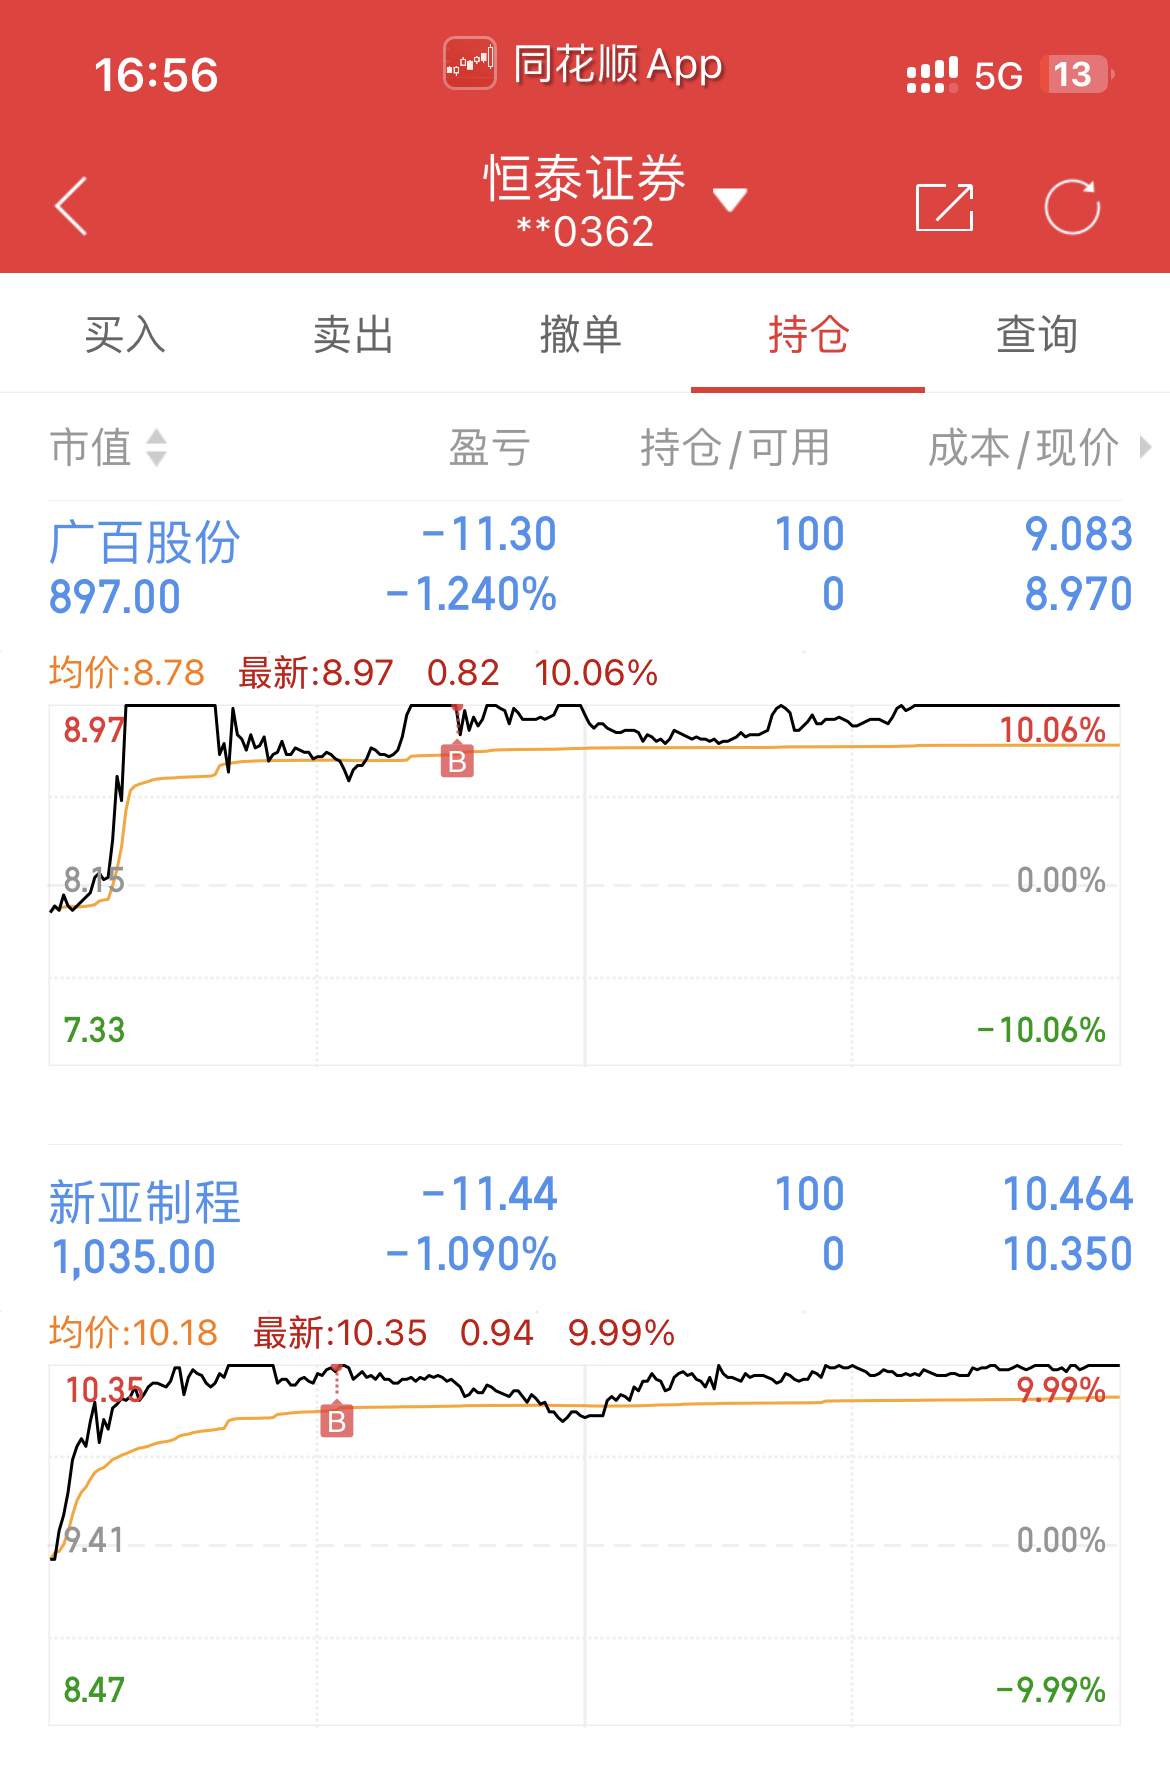 16:56
同花顺 App
5G 13
恒泰证券
**0362
买入 卖出 撤单 持仓 查询
市值 盈亏 持仓/可用 成本/现价
广百股份 -11.30 100 9.083
897.00 -1.240% 0 8.970
均价:8.78 最新:8.97 0.82 10.06%
8.97 10.06%
B
8.15 0.00%
7.33 -10.06%
新亚制程 -11.44 100 10.464
1,035.00 -1.090% 0 10.350
均价:10.18 最新:10.35 0.94 9.99%
10.35 9.99%
B
9.41 0.00%
8.47 -9.99%